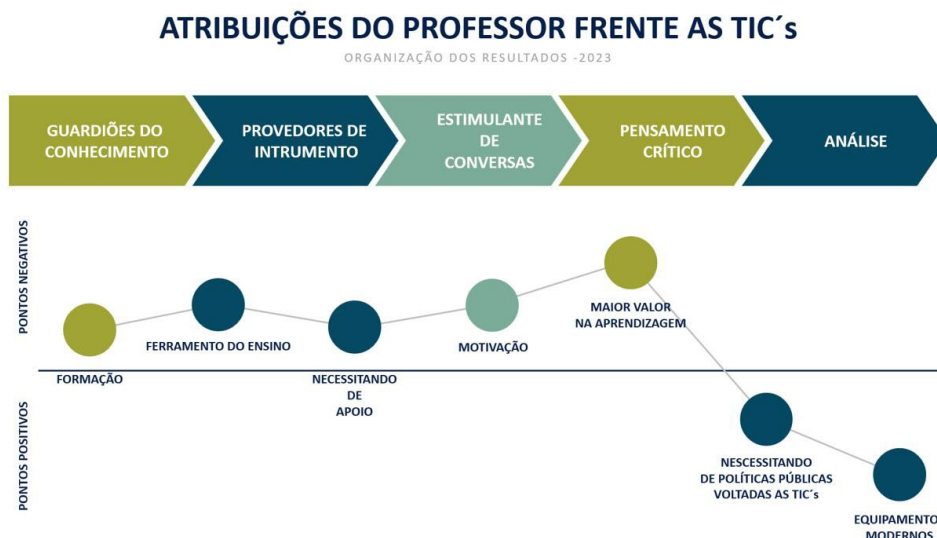 ATRIBUIÇÕES DO PROFESSOR FRENTE AS TIC´s
ORGANIZAÇÃO DOS RESULTADOS -2023
GUARDIÕES DO
CONHECIMENTO
PROVEDORES DE
INTRUMENTO
ESTIMULANTE
DE
CONVERSAS
PENSAMENTO
CRÍTICO
ANÁLISE
PONTOS NEGATIVOS
FORMAÇÃO
FERRAMENTO DO ENSINO
NECESSITANDO
DE
APOIO
MOTIVAÇÃO
MAIOR VALOR
NA APRENDIZAGEM
PONTOS POSITIVOS
NESCESSITANDO
DE POLÍTICAS PÚBLICAS
VOLTADAS AS TIC´s
EQUIPAMENTO
MODERNOS